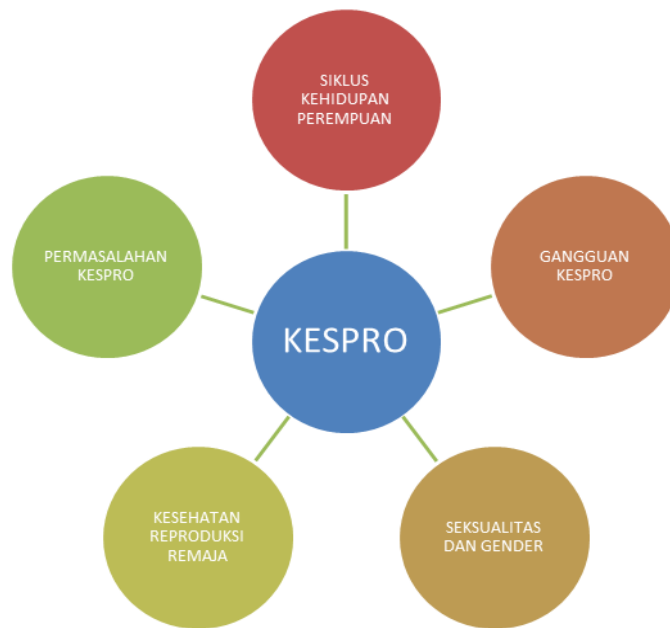 SIKLUS
KEHIDUPAN
PEREMPUAN
PERMASALAHAN
KESPRO
GANGGUAN
KESPRO
KESPRO
KESEHATAN
REPRODUKSI
REMAJA
SEKSUALITAS
DAN GENDER